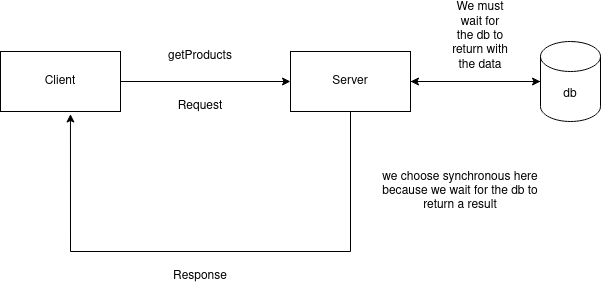 We must
wait for
the db to
return with
the data
getProducts
Client
Server
db
Request
we choose synchronous here
because we wait for the db to
return a result
Response